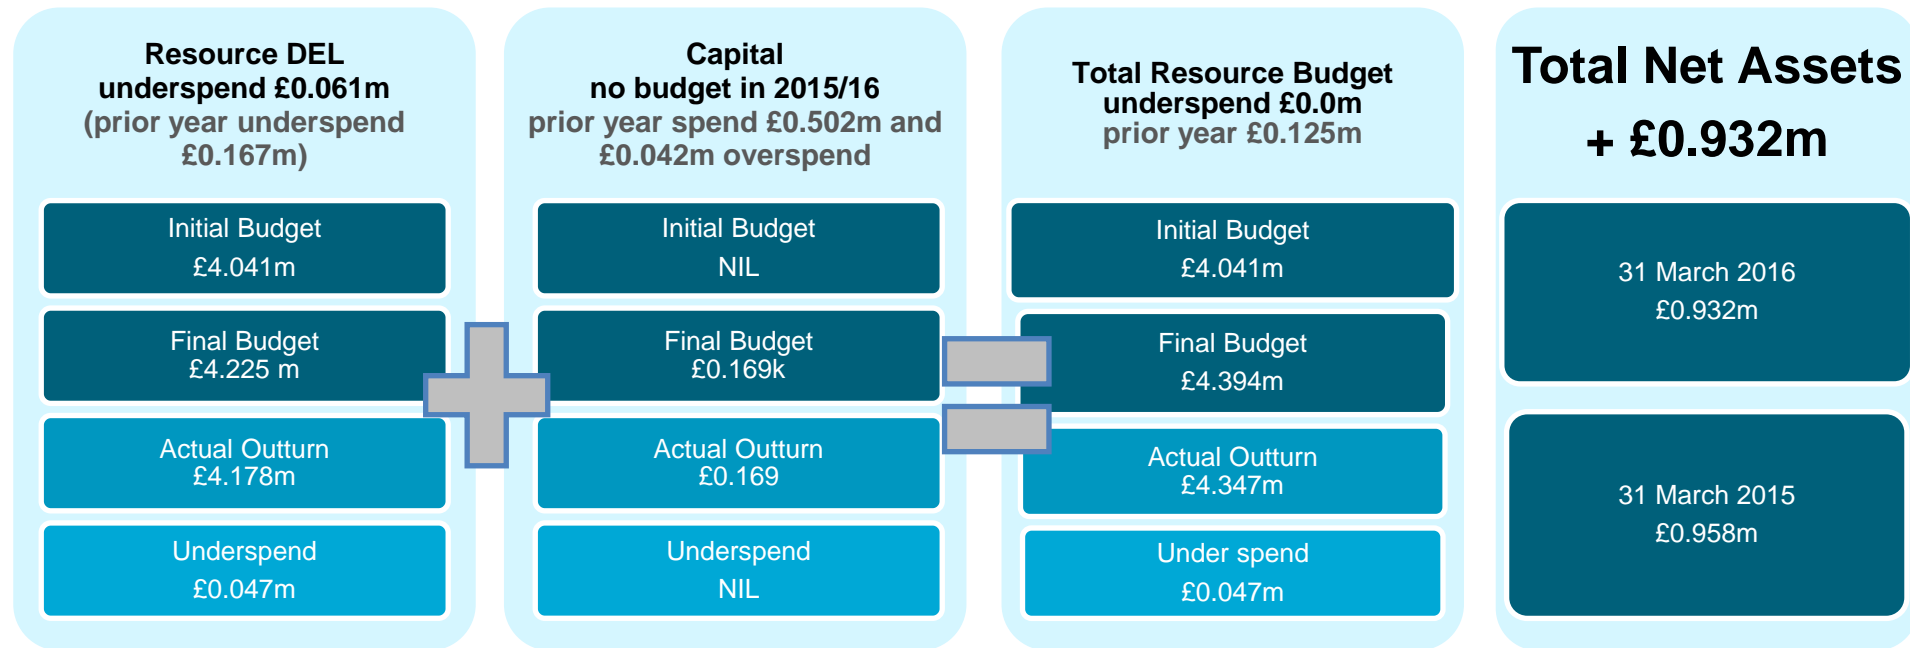 Resource DEL
underspend £0.061m
(prior year underspend
£0.167m)
Initial Budget
£4.041m
Final Budget
£4.225 m
Actual Outturn
£4.178m
Underspend
£0.047m
Capital
no budget in 2015/16
prior year spend £0.502m and
£0.042m overspend
Initial Budget
NIL
Final Budget
£0.169k
Actual Outturn
£0.169
Underspend
NIL
Total Resource Budget
underspend £0.0m
prior year £0.125m
Initial Budget
£4.041m
Final Budget
£4.394m
Actual Outturn
£4.347m
Under spend
£0.047m
Total Net Assets
+ £0.932m
31 March 2016
£0.932m
31 March 2015
£0.958m